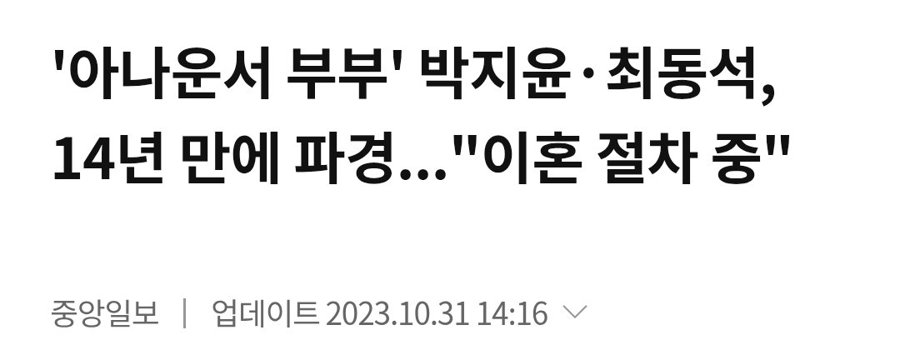 '아나운서 부부' 박지윤·최동석,
14년 만에 파경..."이혼 절차 중"
중앙일보 | 업데이트 2023.10.31 14:16